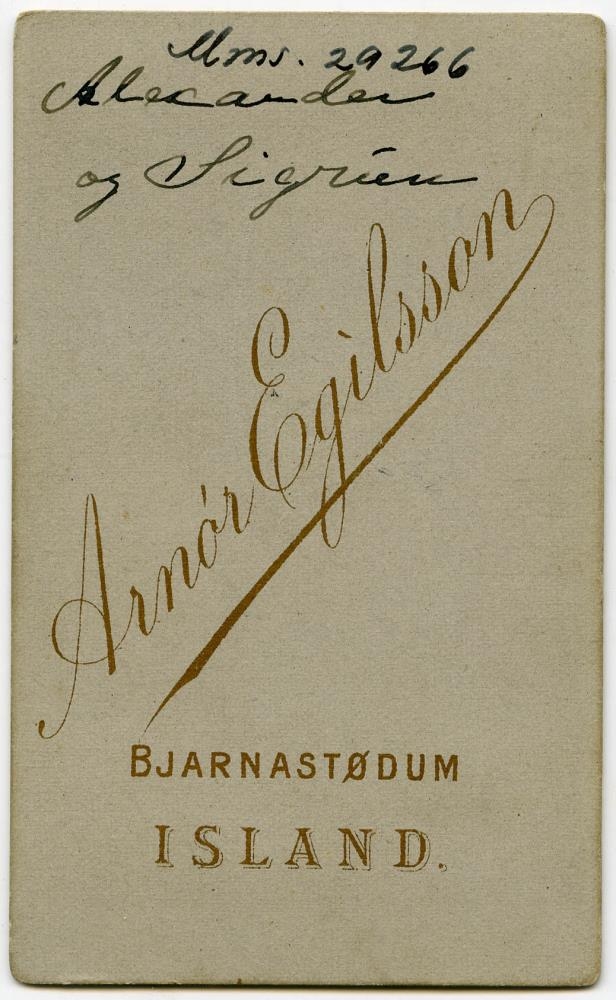 Mms. 29266
Alexander
og Sigrún
Arnór Egilsson
BJARNASTØDUM
ISLAND.